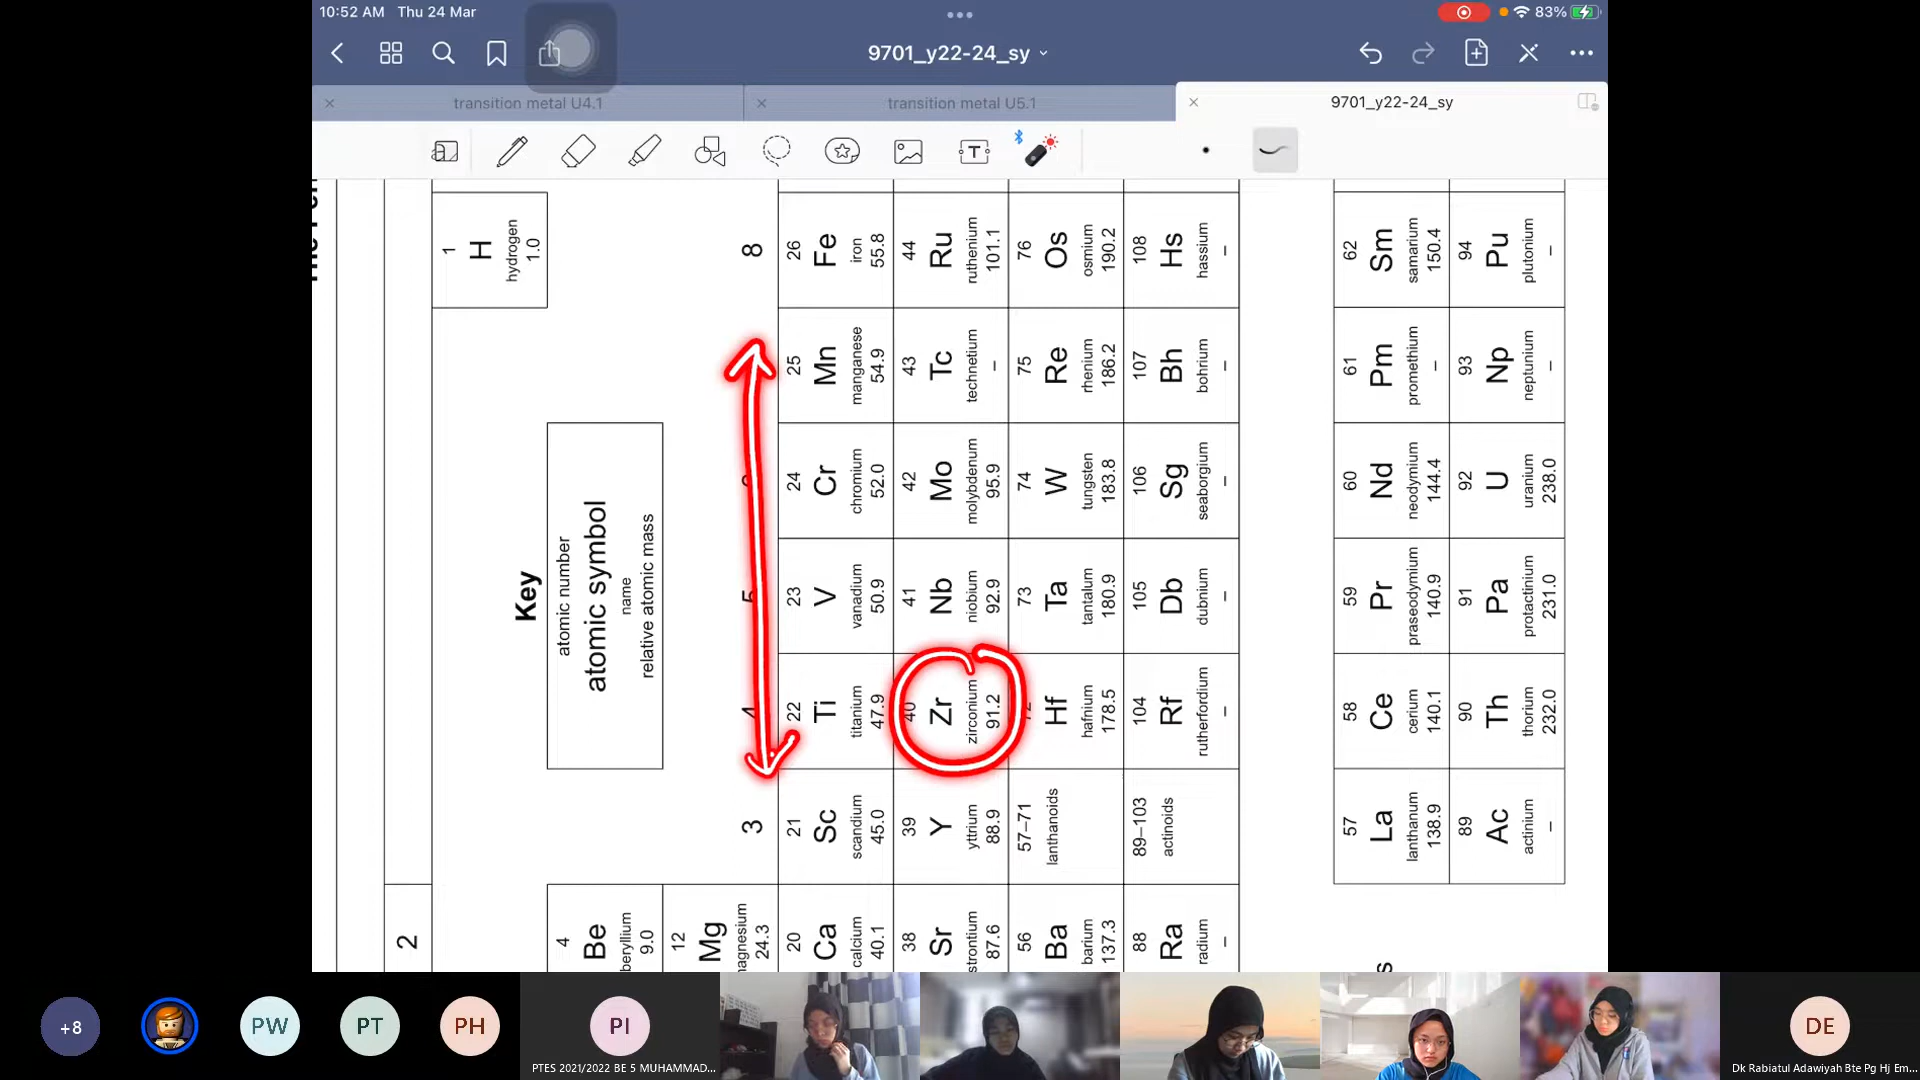 10:52 AM Thu 24 Mar
83%
9701_y22-24_sy
transition metal U4.1
transition metal U5.1
9701_y22-24_sy
T
1
H
hydrogen
1.0
Key
atomic number
atomic symbol
name
relative atomic mass
2
4
Be
beryllium
9.0
12
Mg
24.3
3
8
26
Fe
iron
55.8
44
Ru
ruthenium
101.1
76
Os
osmium
190.2
108
Hs
hassium
–
25
Mn
manganese
54.9
43
Tc
technetium
–
75
Re
rhenium
186.2
107
Bh
bohrium
–
24
Cr
chromium
52.0
42
Mo
molybdenum
95.9
74
W
tungsten
183.8
106
Sg
seaborgium
–
23
V
vanadium
50.9
41
Nb
niobium
92.9
73
Ta
tantalum
180.9
105
Db
dubnium
–
22
Ti
titanium
47.9
40
Zr
zirconium
91.2
72
Hf
hafnium
178.5
104
Rf
rutherfordium
–
21
Sc
scandium
45.0
39
Y
yttrium
88.9
57–71
lanthanoids
89–103
actinoids
20
Ca
calcium
40.1
38
Sr
strontium
87.6
56
Ba
barium
137.3
88
Ra
radium
–
62
Sm
samarium
150.4
94
Pu
plutonium
–
61
Pm
promethium
–
93
Np
neptunium
–
60
Nd
neodymium
144.4
92
U
uranium
238.0
59
Pr
praseodymium
140.9
91
Pa
protactinium
231.0
58
Ce
cerium
140.1
90
Th
thorium
232.0
57
La
lanthanum
138.9
89
Ac
actinium
–
+8
PW
PT
PH
PI
PTES 2021/2022 BE 5 MUHAMMAD...
DE
Dk Rabiatul Adawiyah Bte Pg Hj Em...